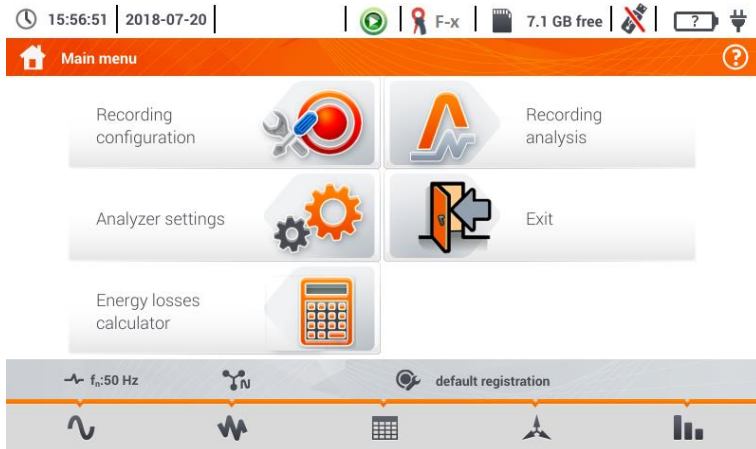 15:56:51 2018-07-20 F-x 7.1 GB free ?
Main menu ?
Recording
configuration
Recording
analysis
Analyzer settings
Exit
Energy losses
calculator
fn:50 Hz N default registration